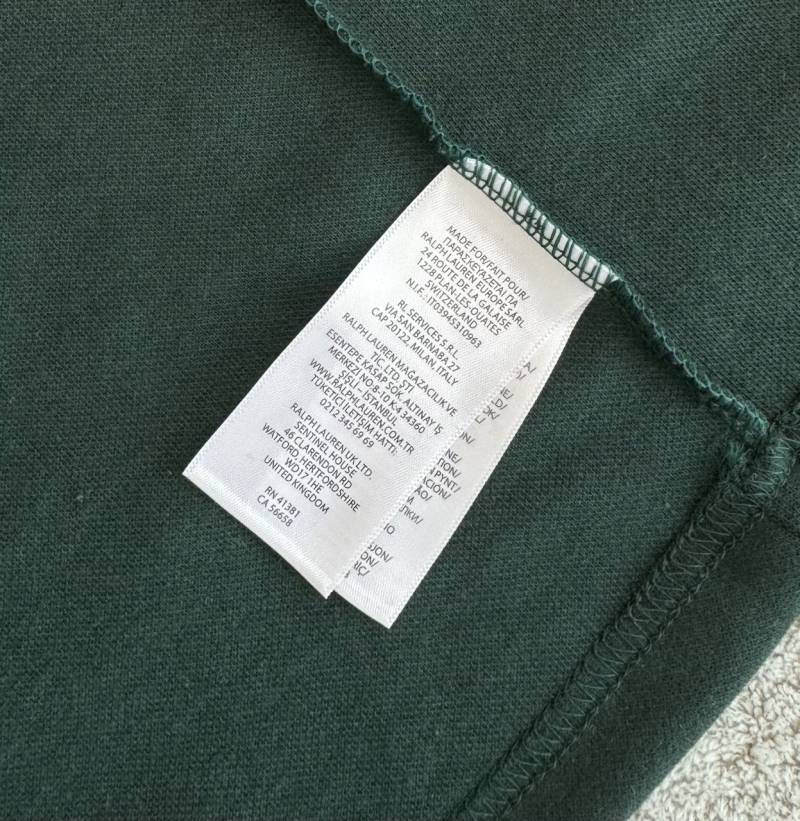 MADE FOR/FAIT POUR/
ΠΑΡΑΣΚΕΥΑΖΕΤΑΙ ΠΑ
RALPH LAUREN EUROPE SARL
24 ROUTE DE LA GALAISE
1228 PLAN-LES-OUATES
SWITZERLAND
N.I.F.: IT03945310963
RL SERVICES S.R.L.
VIA SAN BARNABA 27
CAP 20122 MILAN, ITALY
RALPH LAUREN MAGAZACILIK VE
TİC. LTD. ŞTİ
ESENTEPE KASAP SOK. ALTINAY İŞ
MERKEZİ NO:8-10 K:4 34360
ŞİŞLİ – İSTANBUL
WWW.RALPHLAUREN.COM.TR
TÜKETİCİ İLETİŞİM HATTI:
0212 345 69 69
RALPH LAUREN UK LTD.
SENTINEL HOUSE
46 CLARENDON RD
WATFORD, HERTFORDSHIRE
WD17 1HE
UNITED KINGDOM
RN 41381
CA 56658